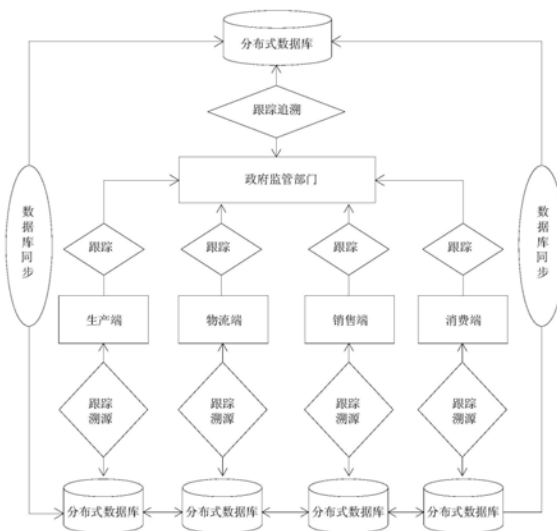 分布式数据库
跟踪追溯
政府监管部门
数据库同步
数据库同步
跟踪
跟踪
跟踪
跟踪
生产端
物流端
销售端
消费端
跟踪
溯源
跟踪
溯源
跟踪
溯源
跟踪
溯源
分布式数据库
分布式数据库
分布式数据库
分布式数据库